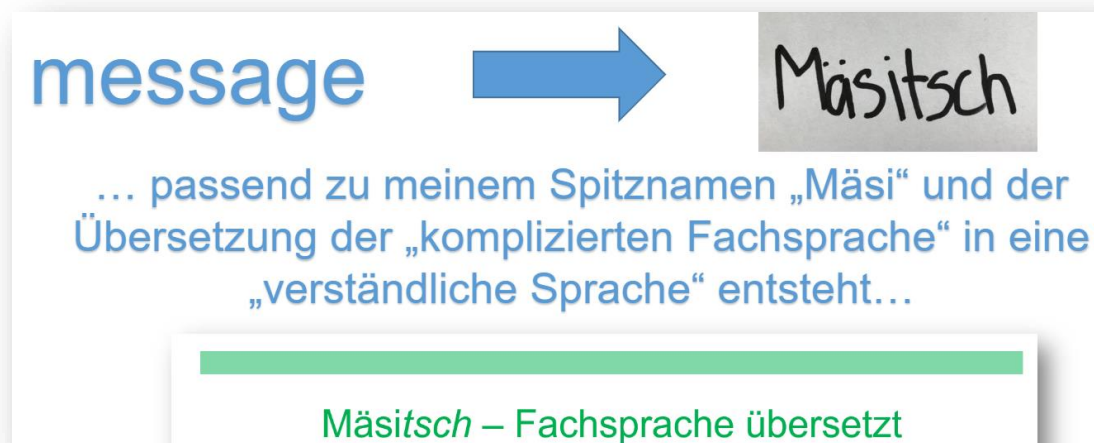 message
Mäsitsch
… passend zu meinem Spitznamen „Mäsi“ und der
Übersetzung der „komplizierten Fachsprache“ in eine
„verständliche Sprache“ entsteht…
Mäsitsch – Fachsprache übersetzt